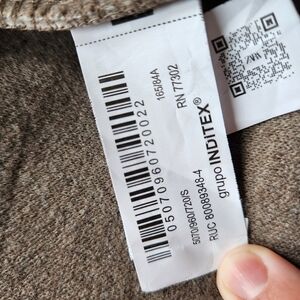 165/84A
RN 77302
05070960720022
grupo INDITEX®
5070/960/720/S
RUC 80089348-4